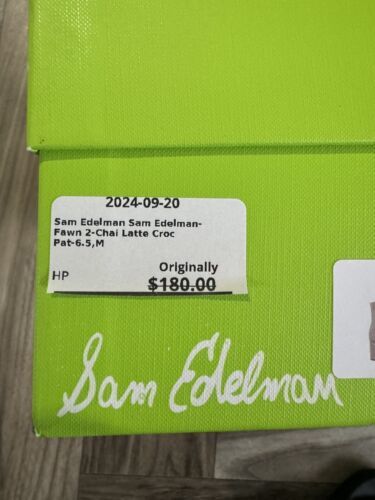 2024-09-20
Sam Edelman Sam Edelman-
Fawn 2-Chai Latte Croc
Pat-6.5,M
HP
Originally
$180.00
Sam Edelman